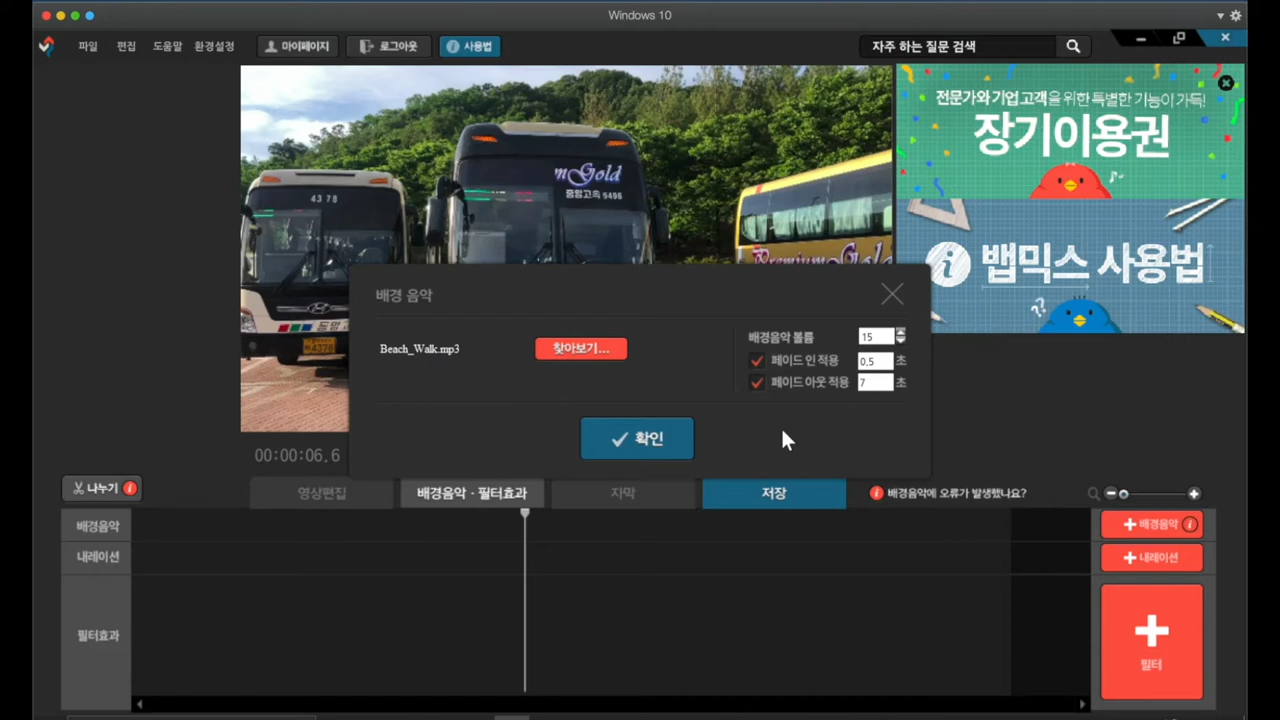 Windows 10
파일
편집
도움말
환경설정
마이페이지
로그아웃
사용법
자주 하는 질문 검색
전문가와 기업 고객을 위한 특별한 기능이 가득!
장기이용권
뱁믹스 사용법
43 78
mGold
중앙고속 5496
4378
PremiumGold
배경 음악
Beach_Walk.mp3
찾아보기...
배경음악 볼륨 15
페이드 인 적용 0.5 초
페이드 아웃 적용 7 초
확인
00:00:06.6
나누기
영상편집
배경음악 · 필터효과
자막
저장
배경음악에 오류가 발생했나요?
배경음악
+ 배경음악
내레이션
+ 내레이션
필터효과
+ 필터